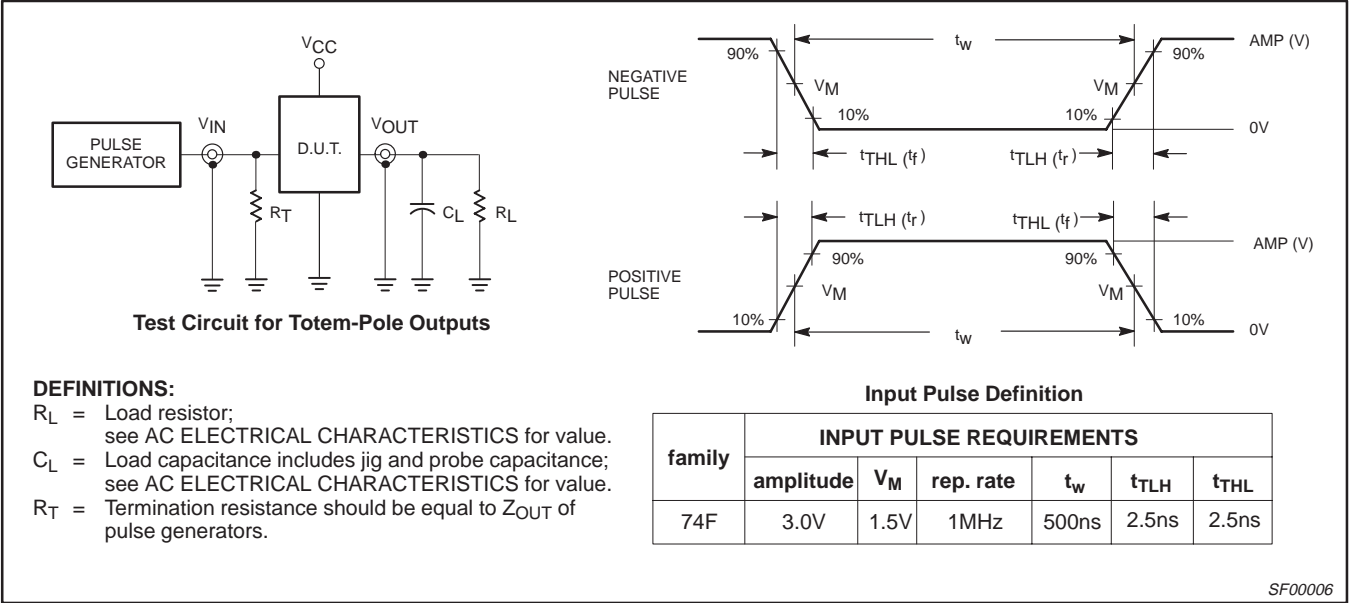 VCC
VIN
VOUT
PULSE
GENERATOR
D.U.T.
RT
CL
RL
Test Circuit for Totem-Pole Outputs
NEGATIVE
PULSE
90%
tW
90%
AMP (V)
VM
VM
10%
10%
0V
tTHL (tf)
tTLH (tr)
tTLH (tr)
tTHL (tf)
POSITIVE
PULSE
AMP (V)
90%
90%
VM
VM
10%
10%
tW
0V
DEFINITIONS:
RL = Load resistor;
see AC ELECTRICAL CHARACTERISTICS for value.
CL = Load capacitance includes jig and probe capacitance;
see AC ELECTRICAL CHARACTERISTICS for value.
RT = Termination resistance should be equal to ZOUT of
pulse generators.
Input Pulse Definition
family
INPUT PULSE REQUIREMENTS
amplitude VM rep. rate tw tTLH tTHL
74F 3.0V 1.5V 1MHz 500ns 2.5ns 2.5ns
SF00006